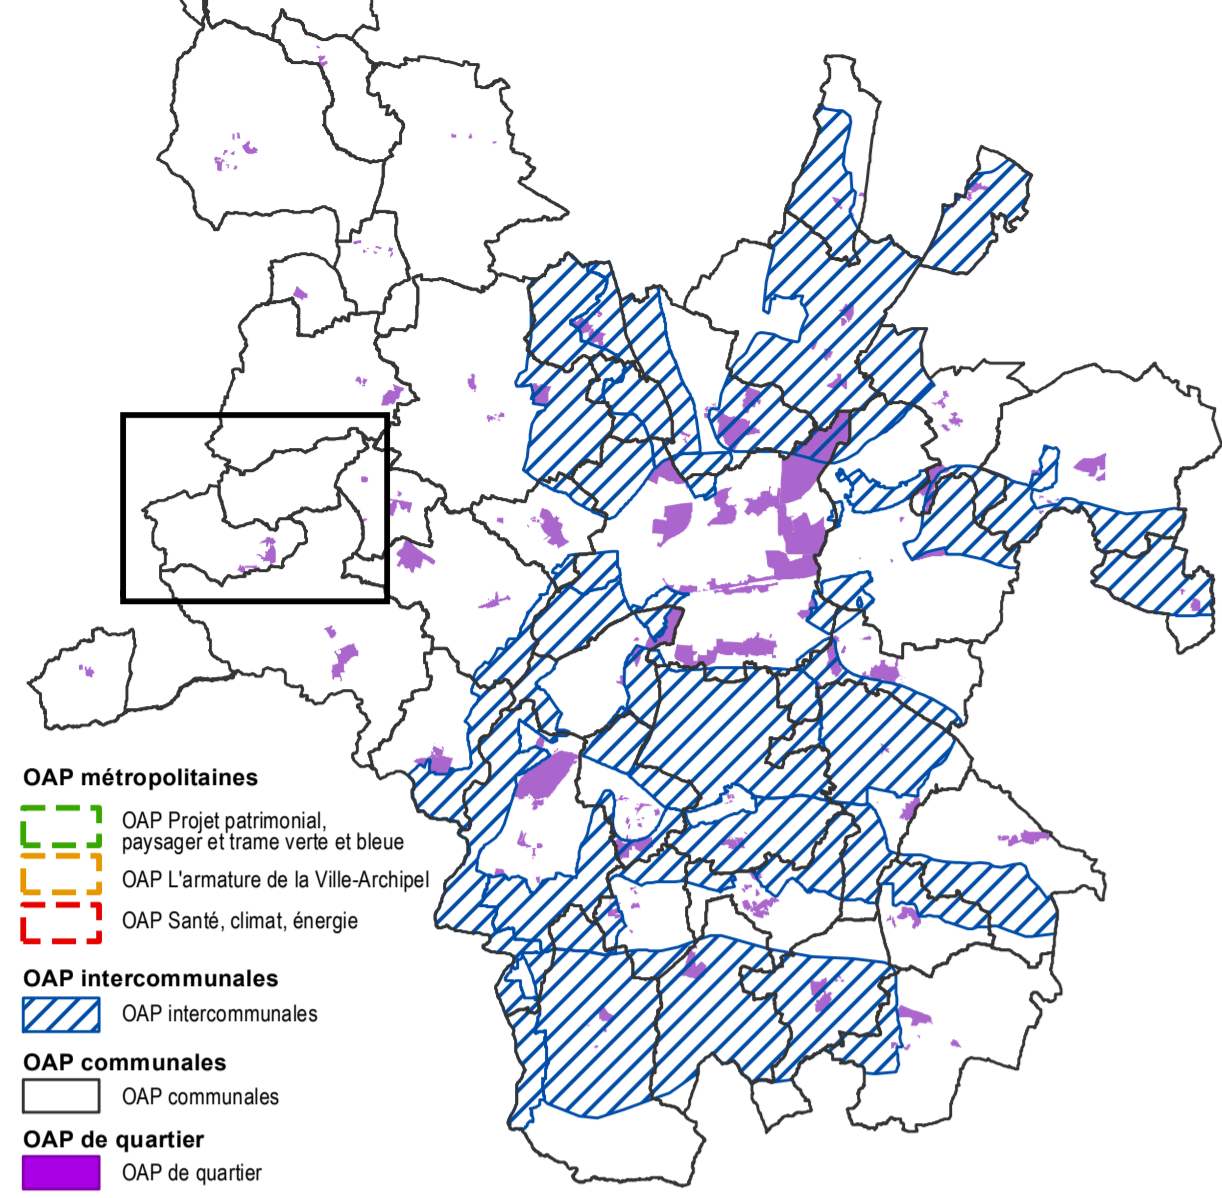 OAP métropolitaines
OAP Projet patrimonial,
paysager et trame verte et bleue
OAP L'armature de la Ville-Archipel
OAP Santé, climat, énergie
OAP intercommunales
OAP intercommunales
OAP communales
OAP communales
OAP de quartier
OAP de quartier